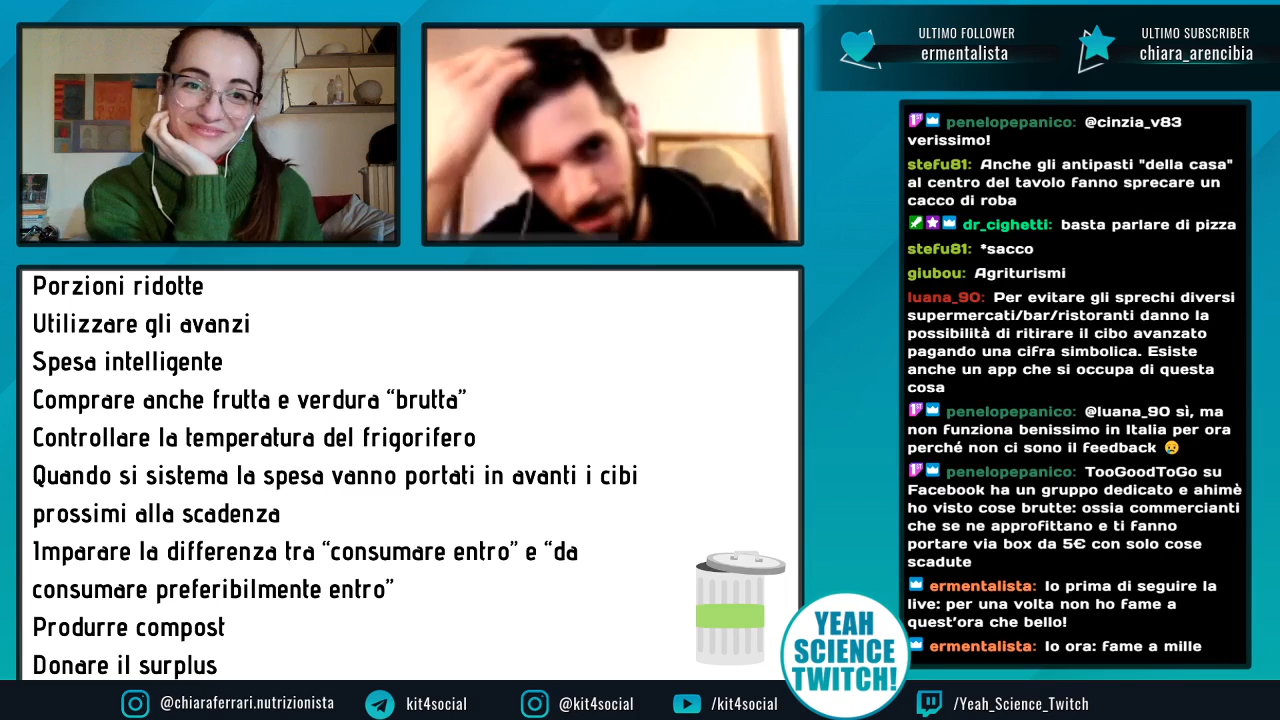 ULTIMO FOLLOWER
ermentalista
ULTIMO SUBSCRIBER
chiara_arencibia
Porzioni ridotte
Utilizzare gli avanzi
Spesa intelligente
Comprare anche frutta e verdura “brutta”
Controllare la temperatura del frigorifero
Quando si sistema la spesa vanno portati in avanti i cibi
prossimi alla scadenza
Imparare la differenza tra “consumare entro” e “da
consumare preferibilmente entro”
Produrre compost
Donare il surplus
penelopepanico: @cinzia_v83
verissimo!
stefu81: Anche gli antipasti "della casa"
al centro del tavolo fanno sprecare un
cacco di roba
dr_cighetti: basta parlare di pizza
stefu81: *sacco
giubou: Agriturismi
luana_90: Per evitare gli sprechi diversi
supermercati/bar/ristoranti danno la
possibilità di ritirare il cibo avanzato
pagando una cifra simbolica. Esiste
anche un app che si occupa di questa
cosa
penelopepanico: @luana_90 sì, ma
non funziona benissimo in Italia per ora
perché non ci sono il feedback 😥
penelopepanico: TooGoodToGo su
Facebook ha un gruppo dedicato e ahimè
ho visto cose brutte: ossia commercianti
che se ne approfittano e ti fanno
portare via box da 5€ con solo cose
scadute
ermentalista: Io prima di seguire la
live: per una volta non ho fame a
quest'ora che bello!
ermentalista: Io ora: fame a mille
YEAH
SCIENCE
TWITCH!
@chiaraferrari.nutrizionista
kit4social
@kit4social
/kit4social
/Yeah_Science_Twitch